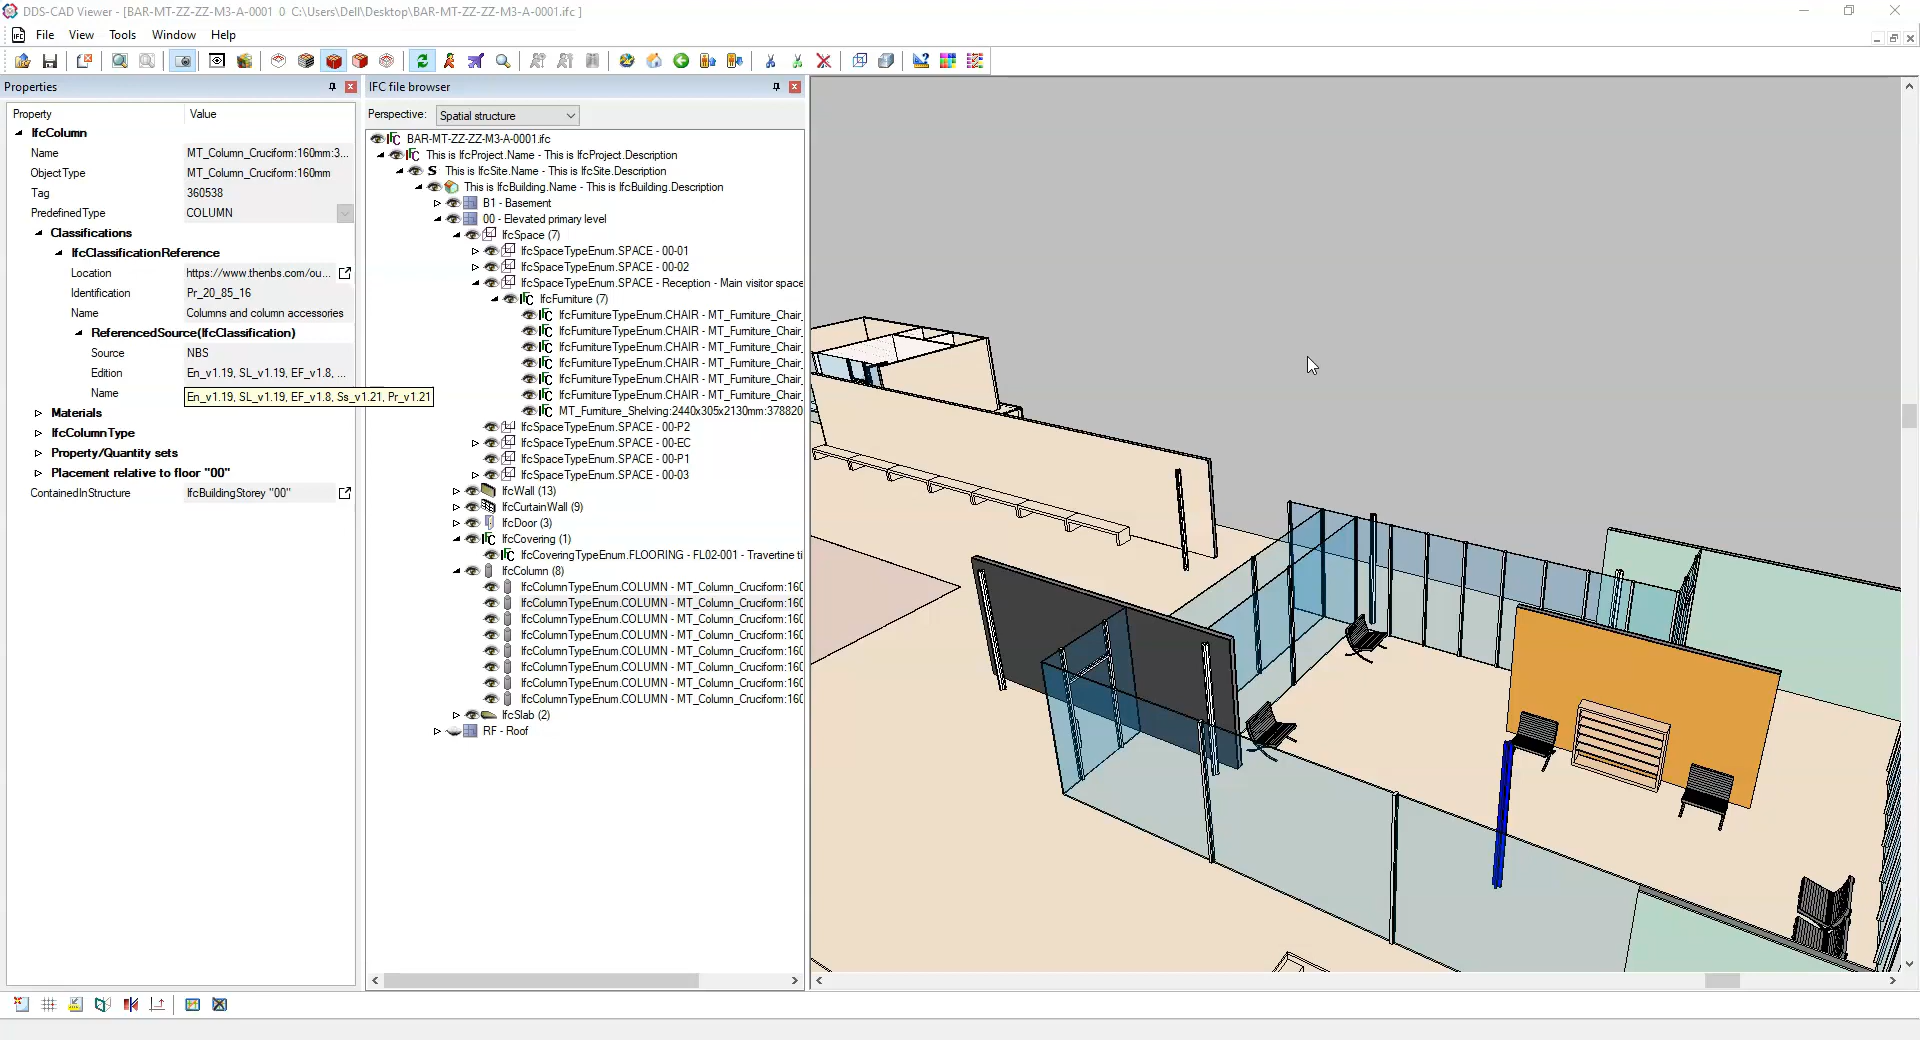 DDS-CAD Viewer - [BAR-MT-ZZ-ZZ-M3-A-0001  0  C:\Users\Dell\Desktop\BAR-MT-ZZ-ZZ-M3-A-0001.ifc ]
IFC File View Tools Window Help
Properties
Property Value
IfcColumn
Name MT_Column_Cruciform:160mm:3...
ObjectType MT_Column_Cruciform:160mm
Tag 360538
PredefinedType COLUMN
Classifications
IfcClassificationReference
Location https://www.thenbs.com/ou...
Identification Pr_20_85_16
Name Columns and column accessories
ReferencedSource(IfcClassification)
Source NBS
Edition En_v1.19, SL_v1.19, EF_v1.8, ...
Name
En_v1.19, SL_v1.19, EF_v1.8, Ss_v1.21, Pr_v1.21
Materials
IfcColumnType
Property/Quantity sets
Placement relative to floor "00"
ContainedInStructure IfcBuildingStorey "00"
IFC file browser
Perspective: Spatial structure
BAR-MT-ZZ-ZZ-M3-A-0001.ifc
This is IfcProject.Name - This is IfcProject.Description
S This is IfcSite.Name - This is IfcSite.Description
This is IfcBuilding.Name - This is IfcBuilding.Description
B1 - Basement
00 - Elevated primary level
IfcSpace (7)
IfcSpaceTypeEnum.SPACE - 00-01
IfcSpaceTypeEnum.SPACE - 00-02
IfcSpaceTypeEnum.SPACE - Reception - Main visitor space
IfcFurniture (7)
IfcFurnitureTypeEnum.CHAIR - MT_Furniture_Chair_
IfcFurnitureTypeEnum.CHAIR - MT_Furniture_Chair_
IfcFurnitureTypeEnum.CHAIR - MT_Furniture_Chair_
IfcFurnitureTypeEnum.CHAIR - MT_Furniture_Chair_
IfcFurnitureTypeEnum.CHAIR - MT_Furniture_Chair_
IfcFurnitureTypeEnum.CHAIR - MT_Furniture_Chair_
MT_Furniture_Shelving:2440x305x2130mm:378820
IfcSpaceTypeEnum.SPACE - 00-P2
IfcSpaceTypeEnum.SPACE - 00-EC
IfcSpaceTypeEnum.SPACE - 00-P1
IfcSpaceTypeEnum.SPACE - 00-03
IfcWall (13)
IfcCurtainWall (9)
IfcDoor (3)
IfcCovering (1)
IfcCoveringTypeEnum.FLOORING - FL02-001 - Travertine ti
IfcColumn (8)
IfcColumnTypeEnum.COLUMN - MT_Column_Cruciform:160
IfcColumnTypeEnum.COLUMN - MT_Column_Cruciform:160
IfcColumnTypeEnum.COLUMN - MT_Column_Cruciform:160
IfcColumnTypeEnum.COLUMN - MT_Column_Cruciform:160
IfcColumnTypeEnum.COLUMN - MT_Column_Cruciform:160
IfcColumnTypeEnum.COLUMN - MT_Column_Cruciform:160
IfcColumnTypeEnum.COLUMN - MT_Column_Cruciform:160
IfcColumnTypeEnum.COLUMN - MT_Column_Cruciform:160
IfcSlab (2)
RF - Roof